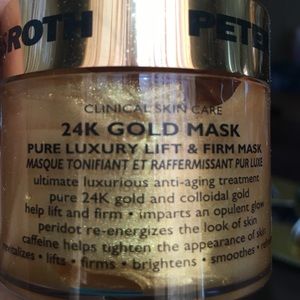 ROTH PETE
CLINICAL SKIN CARE
24K GOLD MASK
PURE LUXURY LIFT & FIRM MASK
MASQUE TONIFIANT ET RAFFERMISSANT PUR LUXE
ultimate luxurious anti-aging treatment
pure 24K gold and colloidal gold
help lift and firm • imparts an opulent glow
peridot re-energizes the look of skin
caffeine helps tighten the appearance of skin
revitalizes • lifts • firms • brightens • smoothes •